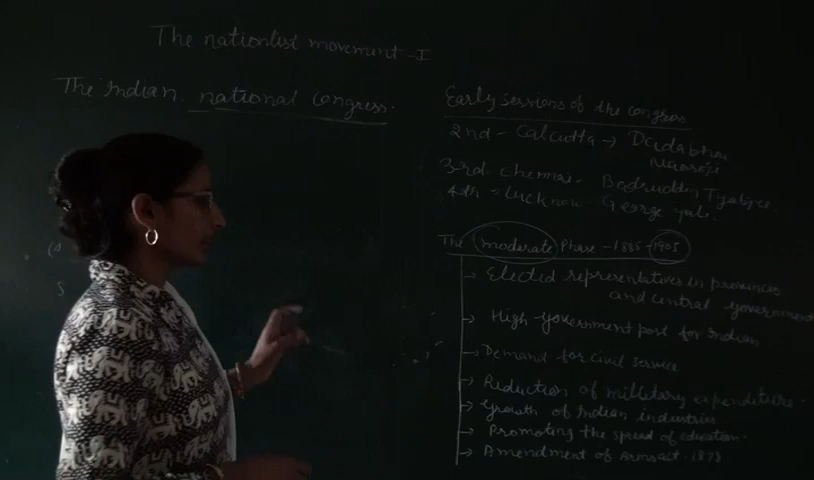 The nationlist movement - I
The Indian national congress.
Early sessions of the congress
2nd - Calcutta → Dadabhai
Naoroji
3rd - Chennai - Badruddin Tyabjee
4th - Lucknow - George yule.
The moderate Phase - 1885 - 1905
→ Elected representatives in provinces
and central government
→ High government post for Indian
→ Demand for civil service
→ Reduction of millitary expenditure.
→ Growth of Indian industries
→ Promoting the spread of education.
→ Amendment of Arms act - 1878